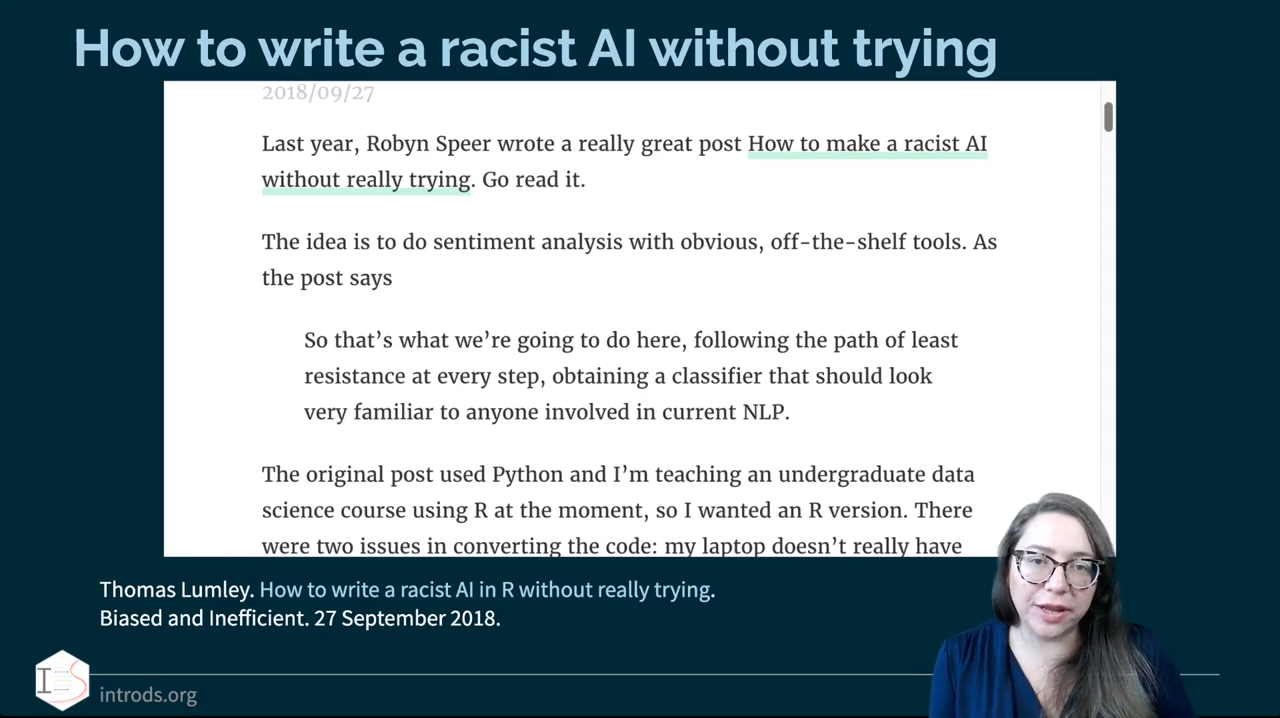 How to write a racist AI without trying
2018/09/27
Last year, Robyn Speer wrote a really great post How to make a racist AI
without really trying. Go read it.
The idea is to do sentiment analysis with obvious, off-the-shelf tools. As
the post says
So that's what we're going to do here, following the path of least
resistance at every step, obtaining a classifier that should look
very familiar to anyone involved in current NLP.
The original post used Python and I'm teaching an undergraduate data
science course using R at the moment, so I wanted an R version. There
were two issues in converting the code: my laptop doesn't really have
Thomas Lumley. How to write a racist AI in R without really trying.
Biased and Inefficient. 27 September 2018.
IDS
introds.org